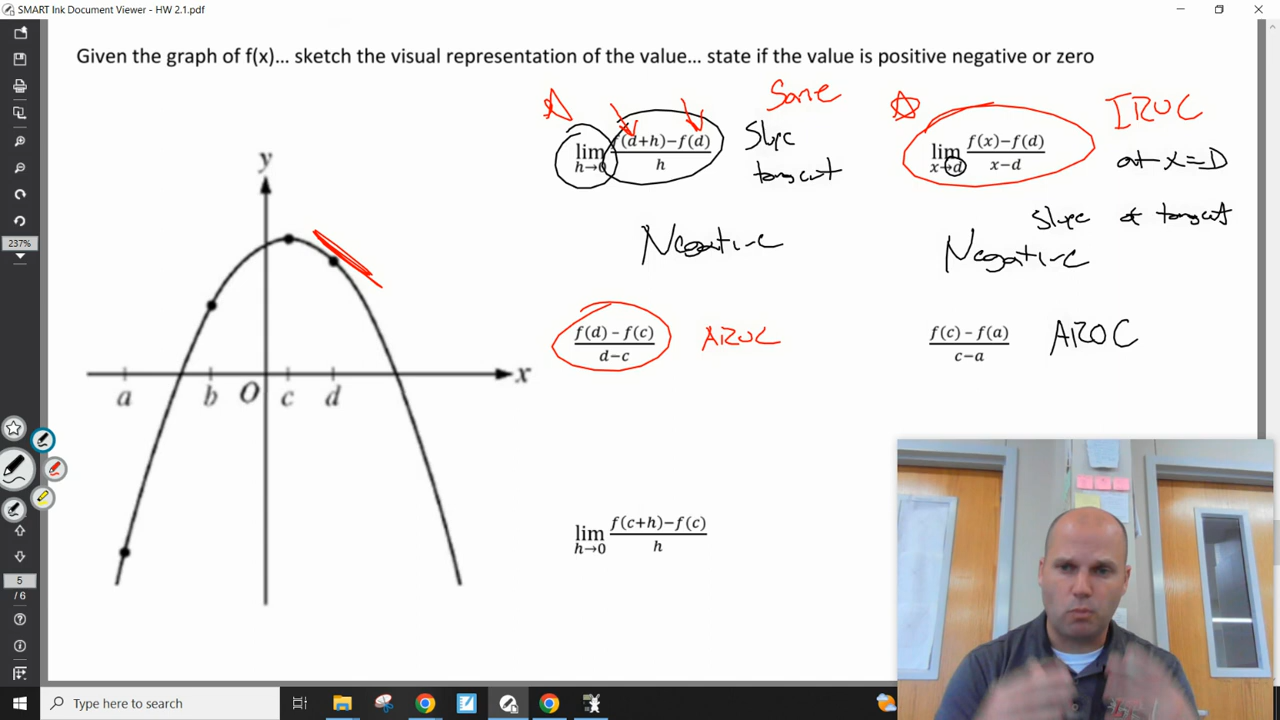 SMART Ink Document Viewer - HW 2.1.pdf
Given the graph of f(x)... sketch the visual representation of the value... state if the value is positive negative or zero
Same
lim h→0 f(d+h)−f(d) / h
Slope
tangent
Negative
lim x→d f(x)−f(d) / x−d
IROC
at x=D
slope of tangent
Negative
f(d) − f(c) / d−c
AROC
f(c) − f(a) / c−a
AROC
lim h→0 f(c+h)−f(c) / h
y
x
a b O c d
237%
5
/ 6
Type here to search